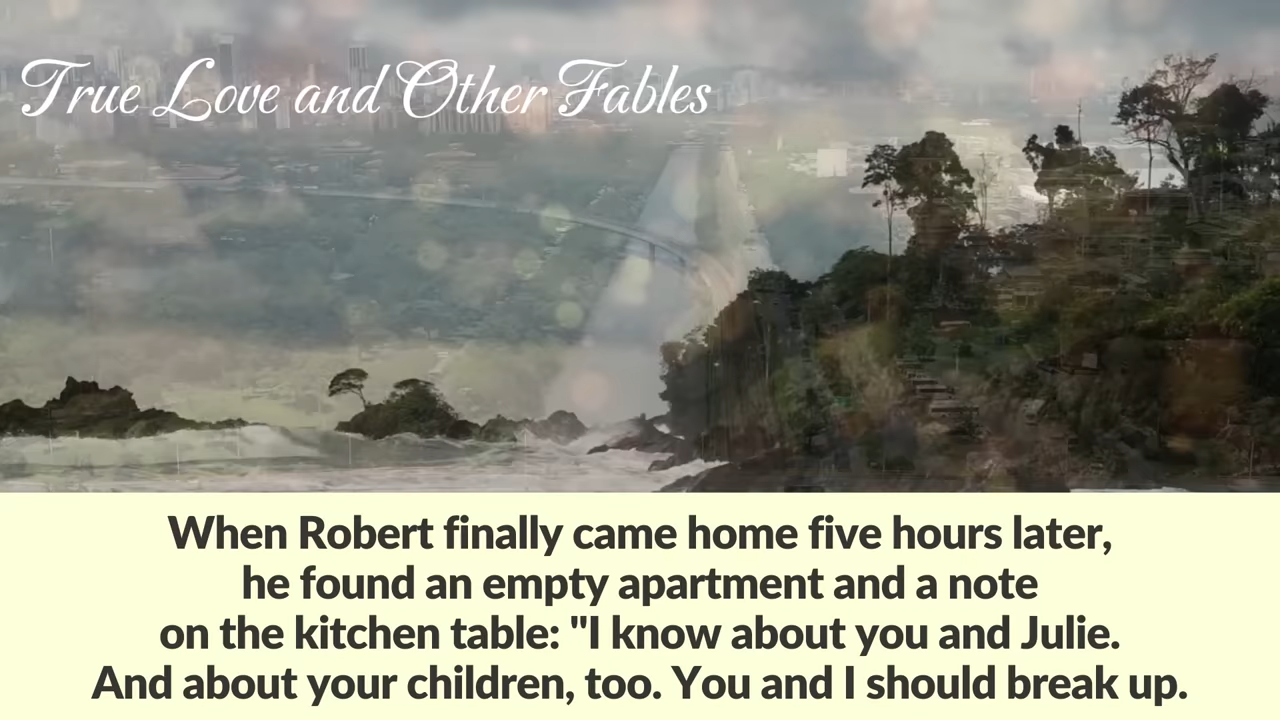 True Love and Other Fables
When Robert finally came home five hours later,
he found an empty apartment and a note
on the kitchen table: "I know about you and Julie.
And about your children, too. You and I should break up.